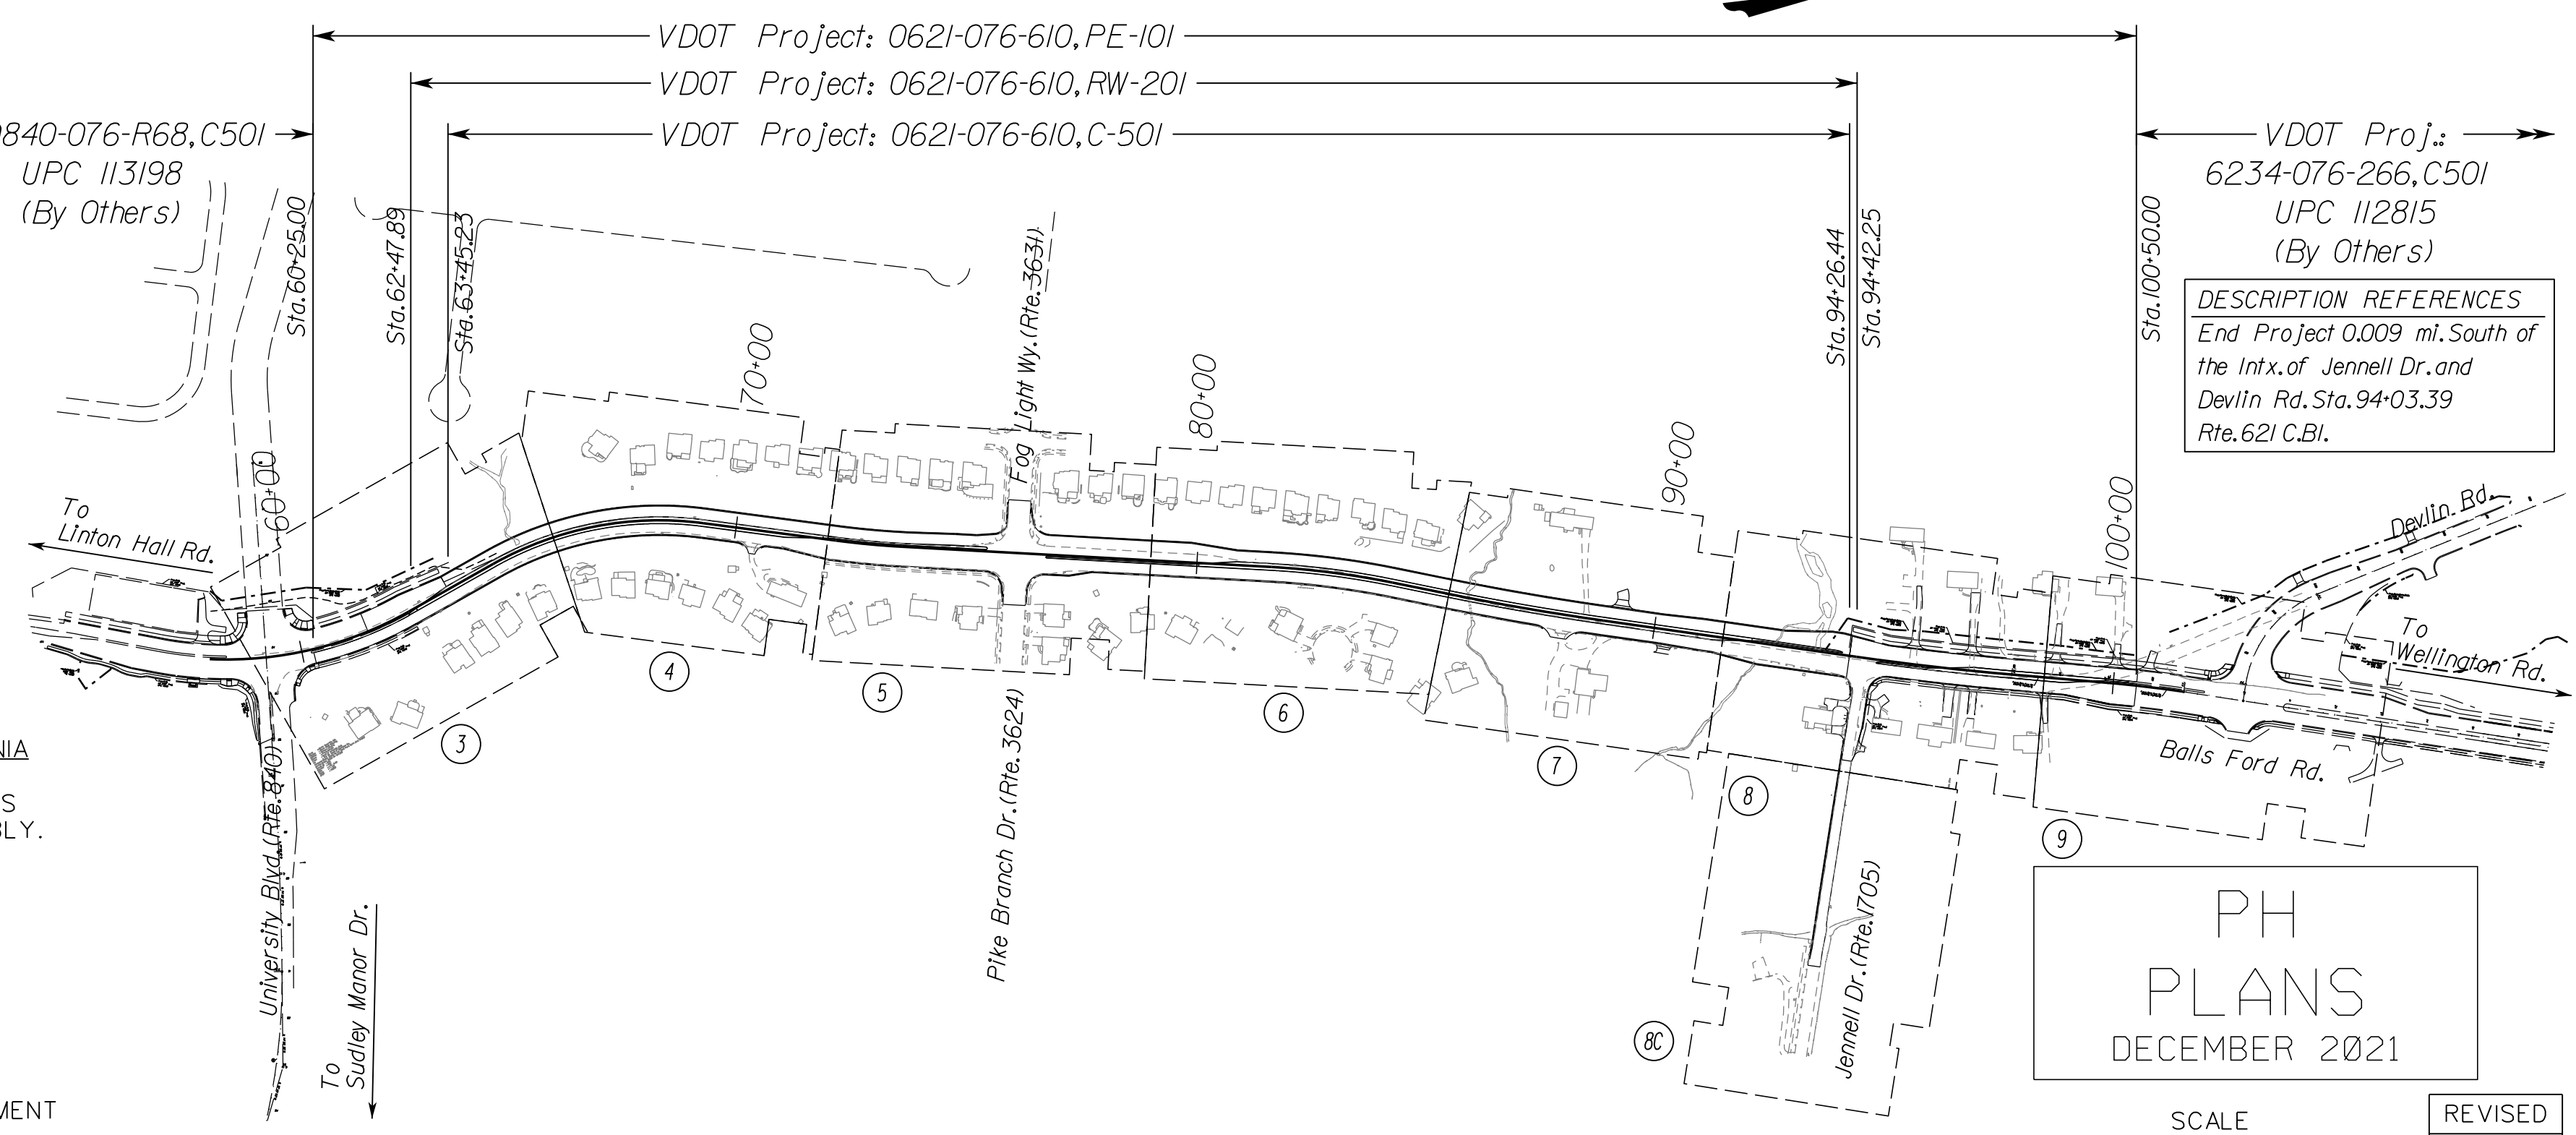 VDOT Project: 0621-076-610, PE-101
VDOT Project: 0621-076-610, RW-201
VDOT Project: 0621-076-610, C-501
840-076-R68, C501
UPC 113198
(By Others)
VDOT Proj.:
6234-076-266, C501
UPC 112815
(By Others)
Sta. 60+25.00
Sta. 62+47.89
Sta. 63+45.23
Sta. 94+26.44
Sta. 94+42.25
Sta. 100+50.00
DESCRIPTION REFERENCES
End Project 0.009 mi. South of
the Intx. of Jennell Dr. and
Devlin Rd. Sta. 94+03.39
Rte. 621 C.Bl.
60+00
70+00
80+00
90+00
100+00
Fog Light Wy. (Rte. 3631)
To
Linton Hall Rd.
Devlin Rd.
To
Wellington Rd.
Balls Ford Rd.
3
4
5
6
7
8
9
8C
University Blvd. (Rte. 840)
To
Sudley Manor Dr.
Pike Branch Dr. (Rte. 3624)
Jennell Dr. (Rte. 1705)
NIA
S
BLY.
MENT
PH
PLANS
DECEMBER 2021
SCALE
REVISED